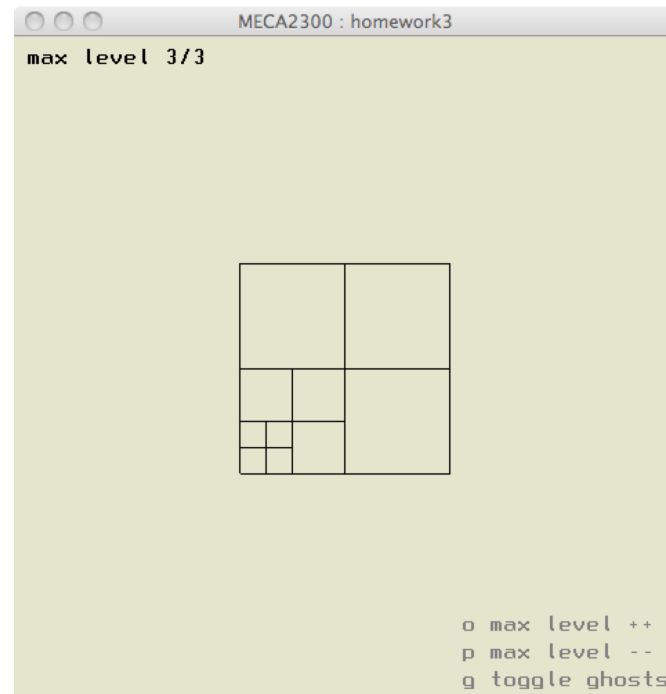 MECA2300 : homework3
max level 3/3
o max level ++
p max level --
g toggle ghosts